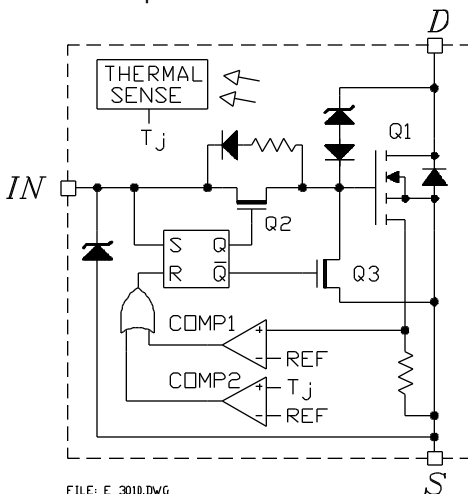 D
THERMAL
SENSE
Tj
Q1
IN
Q2
S Q
R Q̅
Q3
COMP1
+
- REF
COMP2
+ Tj
- REF
S
FILE: E_3010.DWG